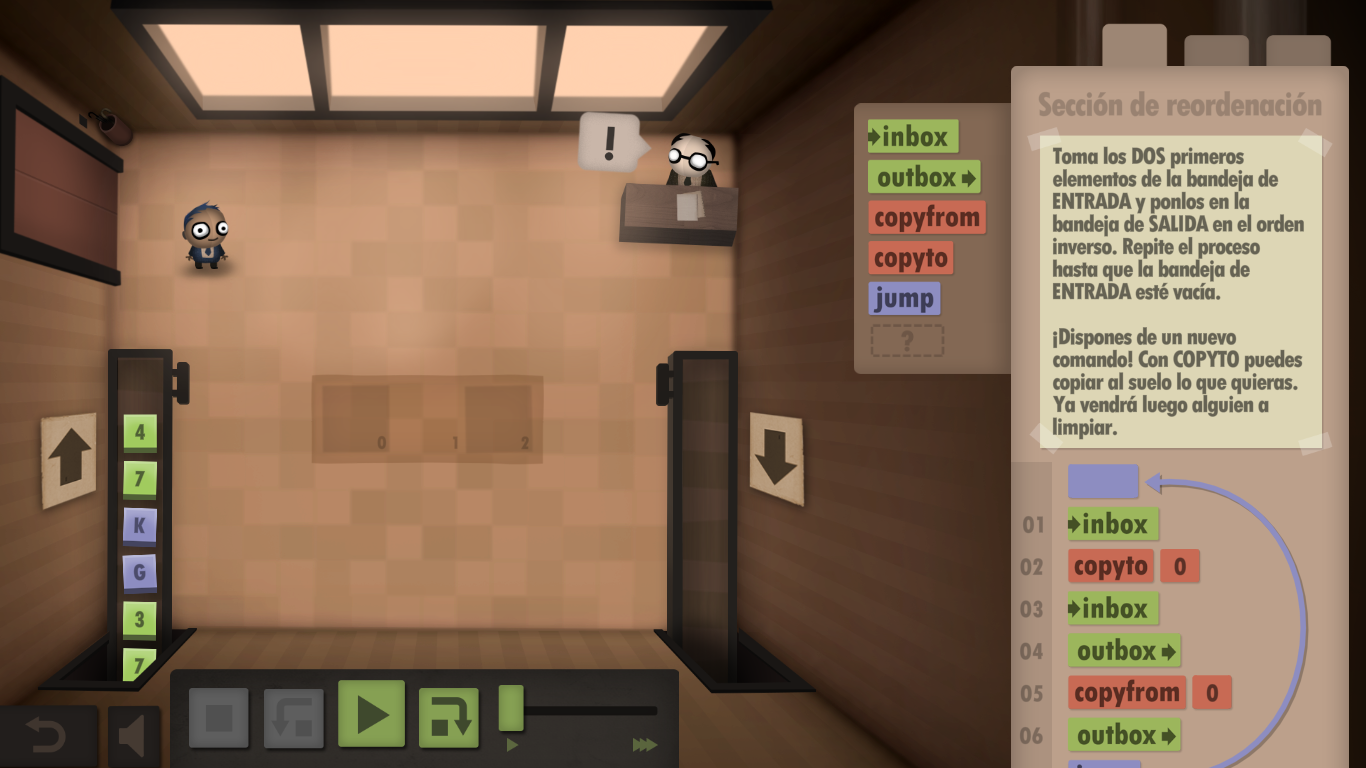 Sección de reordenación
Toma los DOS primeros
elementos de la bandeja de
ENTRADA y ponlos en la
bandeja de SALIDA en el orden
inverso. Repite el proceso
hasta que la bandeja de
ENTRADA esté vacía.
¡Dispones de un nuevo
comando! Con COPYTO puedes
copiar al suelo lo que quieras.
Ya vendrá luego alguien a
limpiar.
inbox
outbox
copyfrom
copyto
jump
?
!
4
7
K
G
3
7
0 1 2
01 inbox
02 copyto 0
03 inbox
04 outbox
05 copyfrom 0
06 outbox